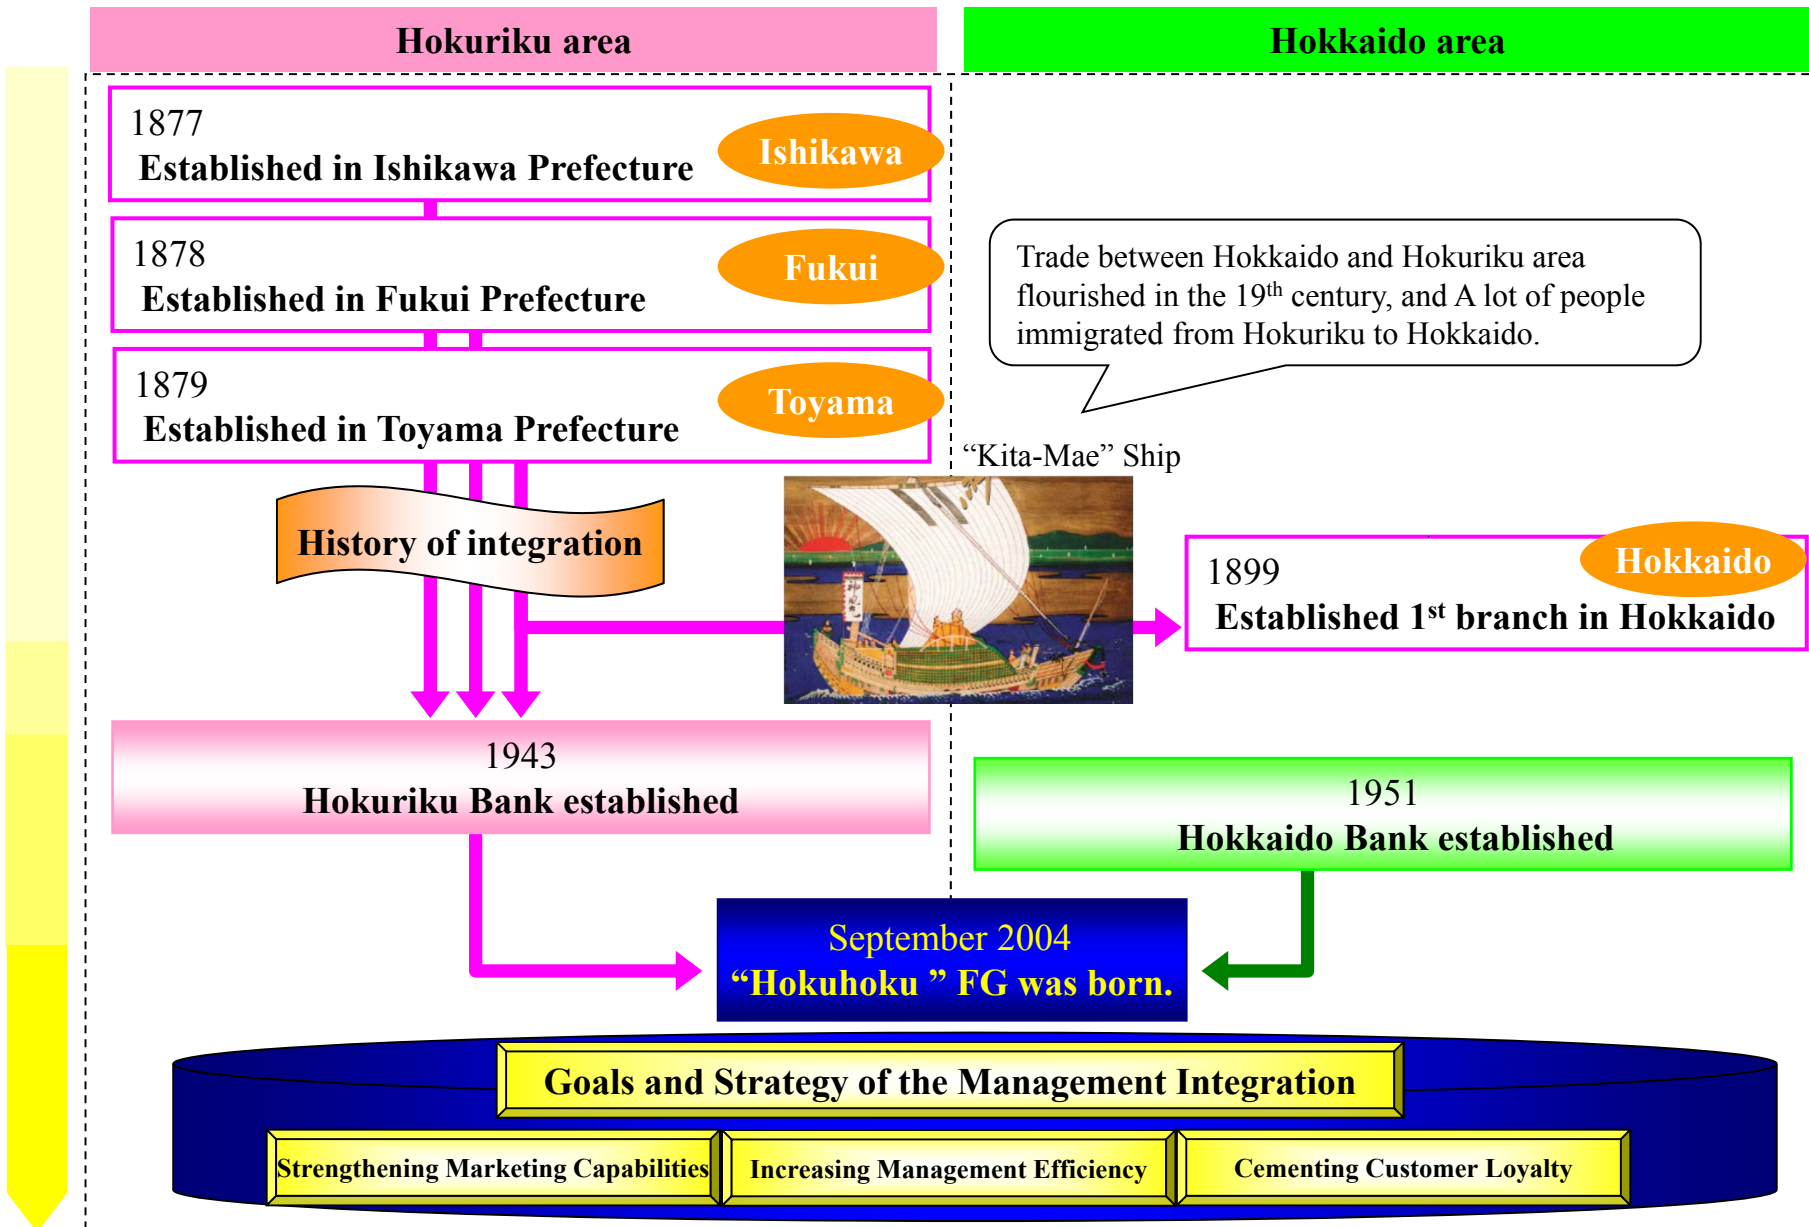 Hokuriku area
Hokkaido area
1877
Established in Ishikawa Prefecture
Ishikawa
1878
Established in Fukui Prefecture
Fukui
1879
Established in Toyama Prefecture
Toyama
Trade between Hokkaido and Hokuriku area
flourished in the 19th century, and A lot of people
immigrated from Hokuriku to Hokkaido.
“Kita-Mae” Ship
History of integration
Hokkaido
1899
Established 1st branch in Hokkaido
1943
Hokuriku Bank established
1951
Hokkaido Bank established
September 2004
“Hokuhoku ” FG was born.
Goals and Strategy of the Management Integration
Strengthening Marketing Capabilities
Increasing Management Efficiency
Cementing Customer Loyalty